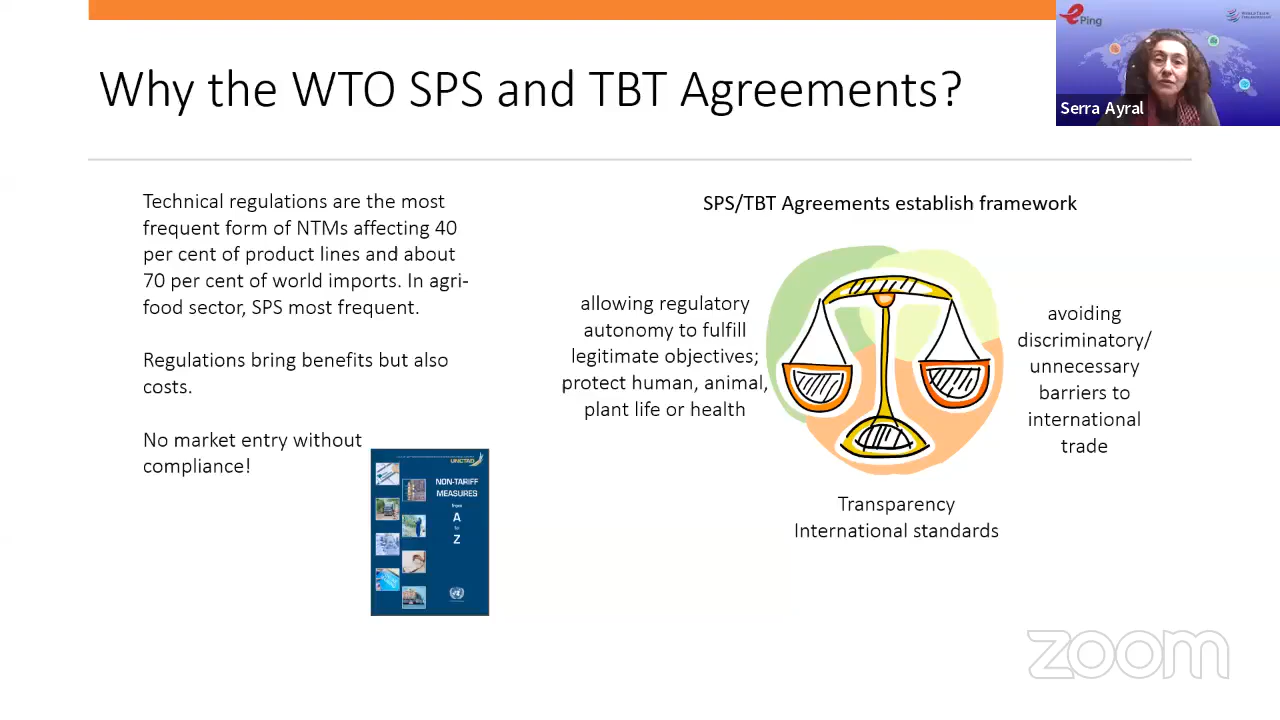 ePing
Serra Ayral
Why the WTO SPS and TBT Agreements?
Technical regulations are the most
frequent form of NTMs affecting 40
per cent of product lines and about
70 per cent of world imports. In agri-
food sector, SPS most frequent.
Regulations bring benefits but also
costs.
No market entry without
compliance!
UNCTAD
NON-TARIFF
MEASURES
from
A
to
Z
SPS/TBT Agreements establish framework
allowing regulatory
autonomy to fulfill
legitimate objectives;
protect human, animal,
plant life or health
avoiding
discriminatory/
unnecessary
barriers to
international
trade
Transparency
International standards
zoom